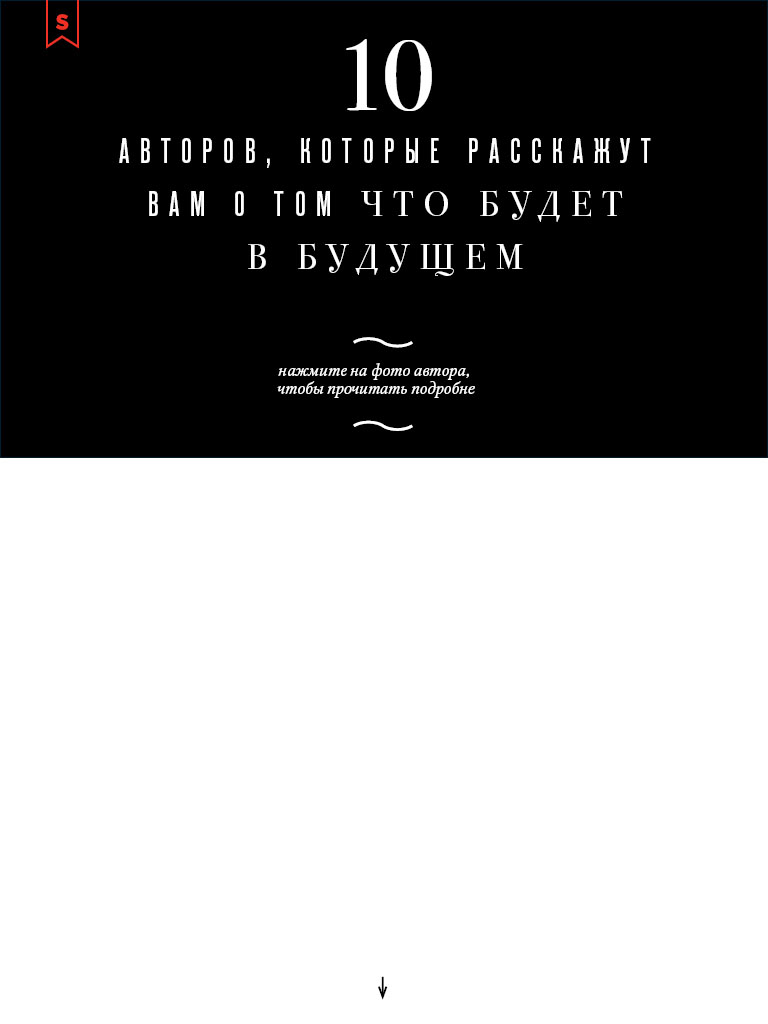 S
10
АВТОРОВ, КОТОРЫЕ РАССКАЖУТ
ВАМ О ТОМ ЧТО БУДЕТ
В БУДУЩЕМ
нажмите на фото автора,
чтобы прочитать подробне